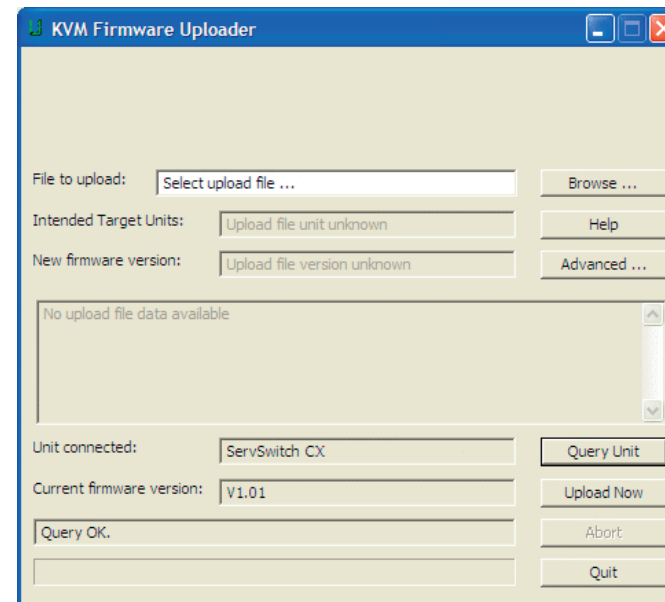 KVM Firmware Uploader
File to upload: Select upload file ... Browse ...
Intended Target Units: Upload file unit unknown Help
New firmware version: Upload file version unknown Advanced ...
No upload file data available
Unit connected: ServSwitch CX Query Unit
Current firmware version: V1.01 Upload Now
Query OK. Abort
Quit